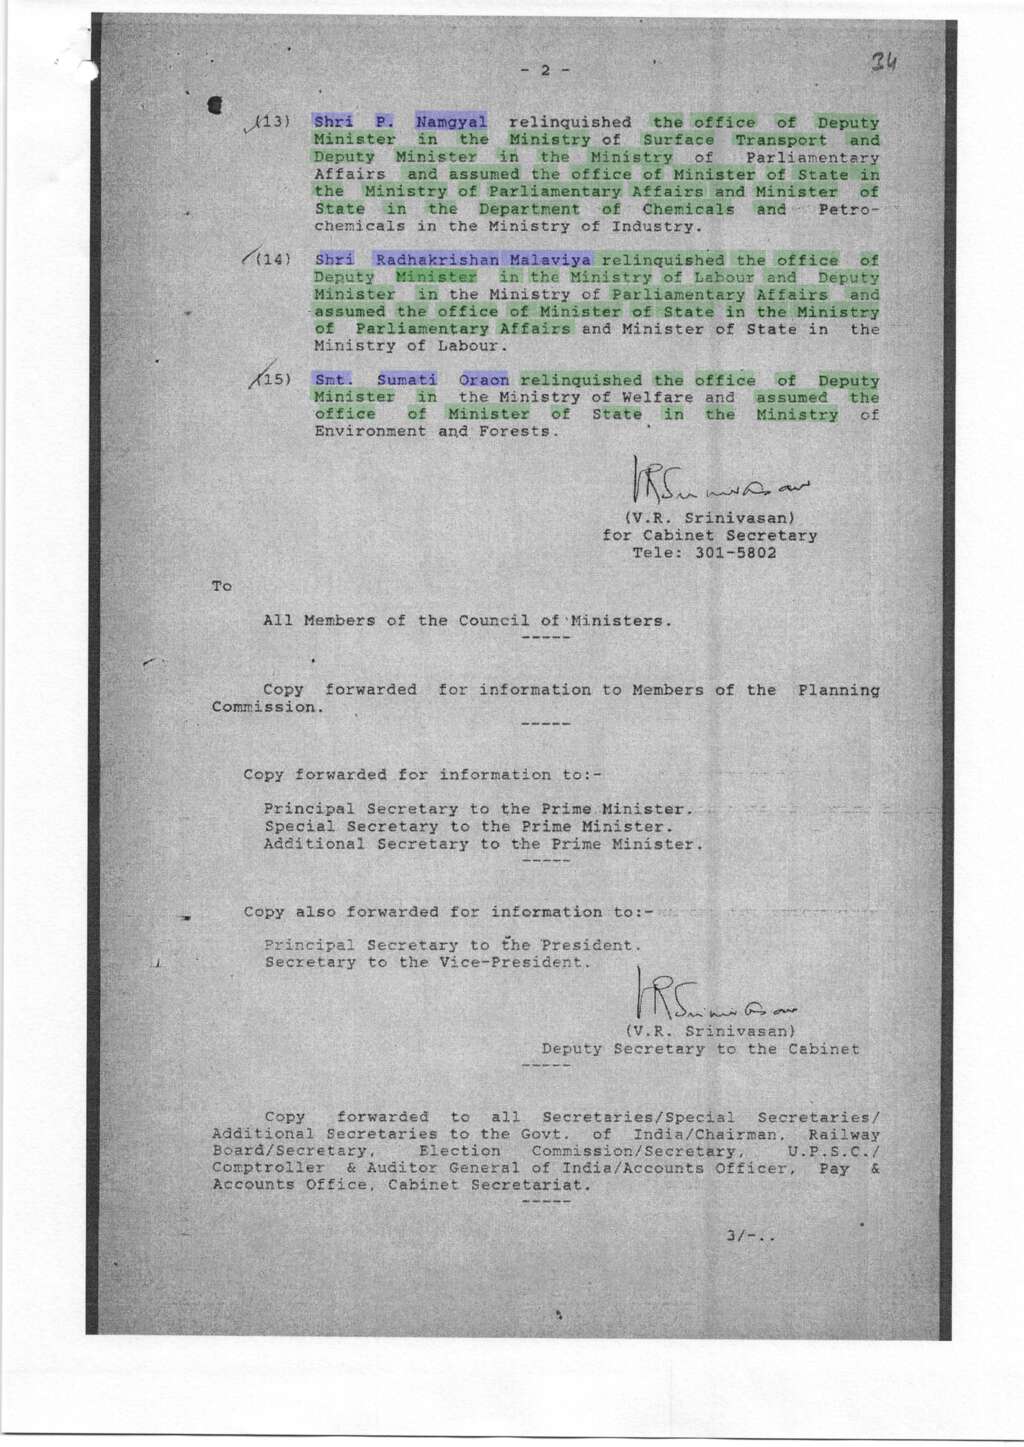 - 2 -
34
(13) Shri P. Namgyal relinquished the office of Deputy
Minister in the Ministry of Surface Transport and
Deputy Minister in the Ministry of Parliamentary
Affairs and assumed the office of Minister of State in
the Ministry of Parliamentary Affairs and Minister of
State in the Department of Chemicals and Petro-
chemicals in the Ministry of Industry.
(14) Shri Radhakrishan Malaviya relinquished the office of
Deputy Minister in the Ministry of Labour and Deputy
Minister in the Ministry of Parliamentary Affairs and
assumed the office of Minister of State in the Ministry
of Parliamentary Affairs and Minister of State in the
Ministry of Labour.
(15) Smt. Sumati Oraon relinquished the office of Deputy
Minister in the Ministry of Welfare and assumed the
office of Minister of State in the Ministry of
Environment and Forests.
VRSrinivasan
(V.R. Srinivasan)
for Cabinet Secretary
Tele: 301-5802
To
All Members of the Council of Ministers.
-----
Copy forwarded for information to Members of the Planning
Commission.
-----
Copy forwarded for information to:-
Principal Secretary to the Prime Minister.
Special Secretary to the Prime Minister.
Additional Secretary to the Prime Minister.
-----
Copy also forwarded for information to:-
Principal Secretary to the President.
Secretary to the Vice-President.
VRSrinivasan
(V.R. Srinivasan)
Deputy Secretary to the Cabinet
-----
Copy forwarded to all Secretaries/Special Secretaries/
Additional Secretaries to the Govt. of India/Chairman, Railway
Board/Secretary, Election Commission/Secretary, U.P.S.C./
Comptroller & Auditor General of India/Accounts Officer, Pay &
Accounts Office, Cabinet Secretariat.
-----
3/-..